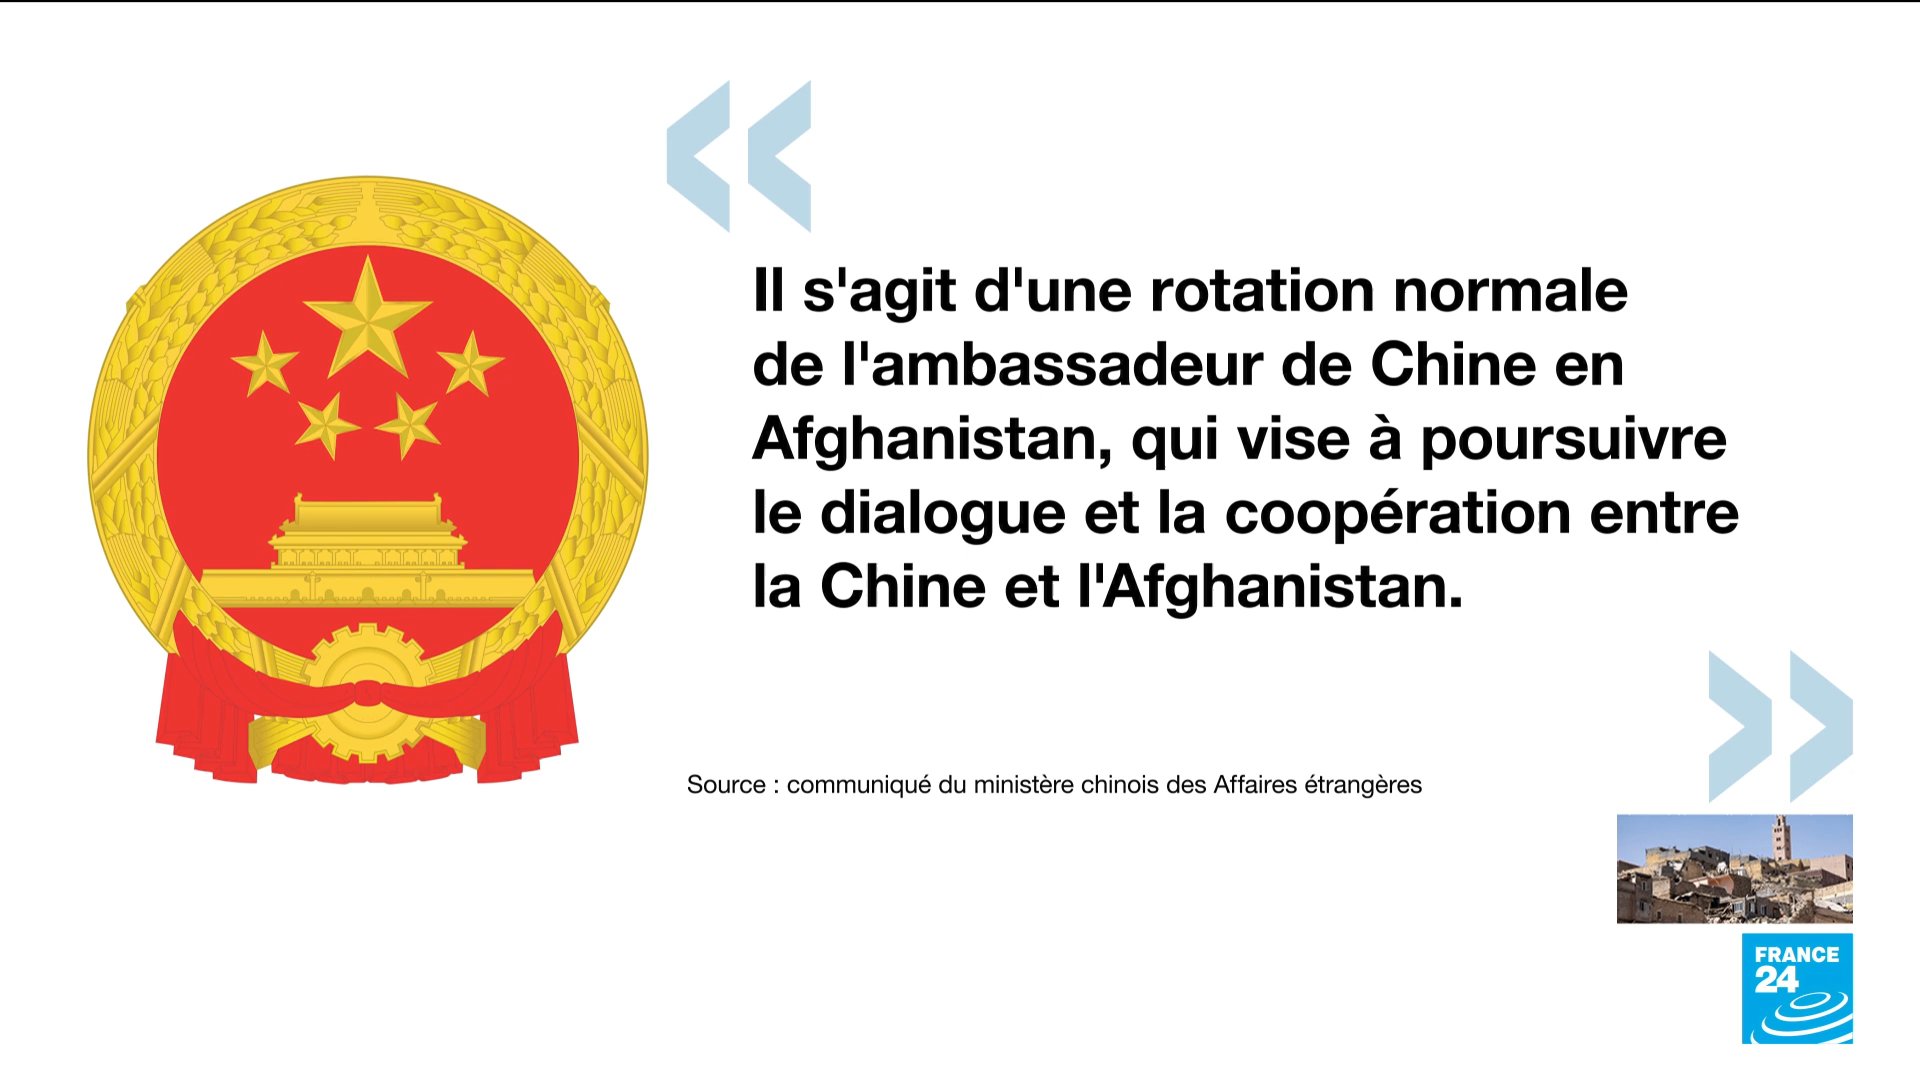 Il s'agit d'une rotation normale
de l'ambassadeur de Chine en
Afghanistan, qui vise à poursuivre
le dialogue et la coopération entre
la Chine et l'Afghanistan.
Source : communiqué du ministère chinois des Affaires étrangères
FRANCE
24